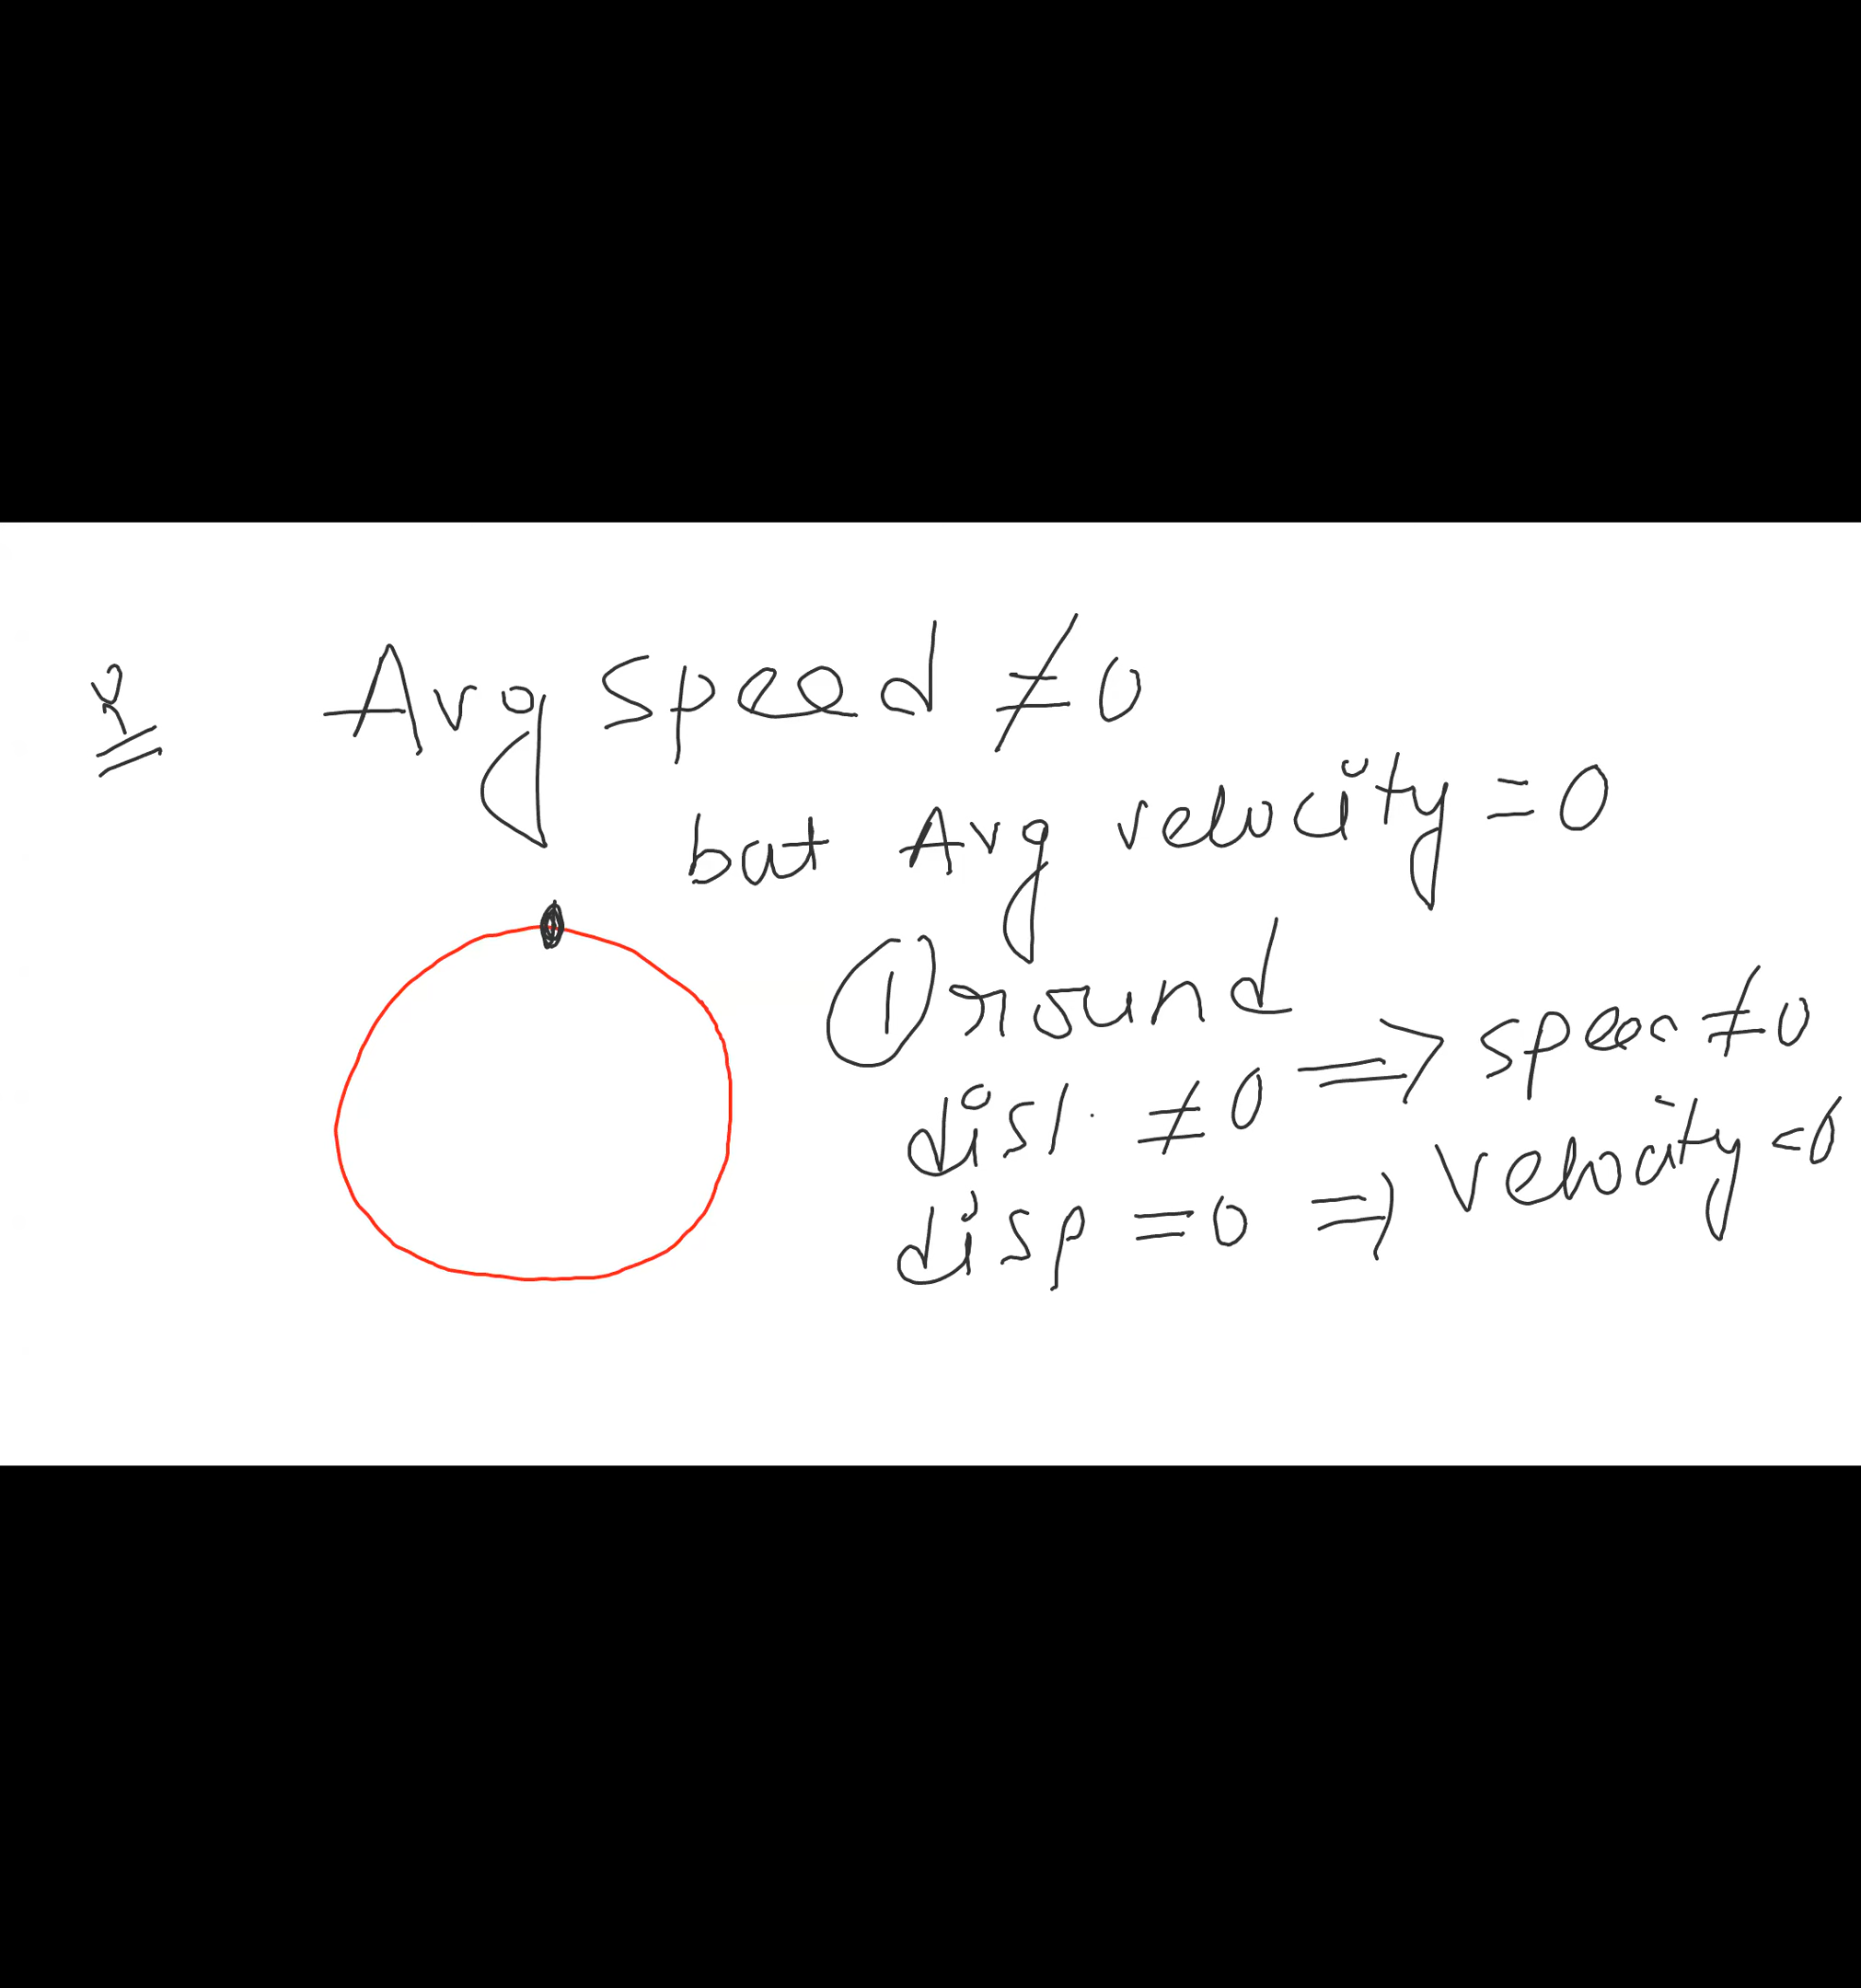 Avg speed ≠ 0
but Avg velocity = 0
① round
dist. ≠ 0 ⇒ speed ≠ 0
disp = 0 ⇒ velocity = 0